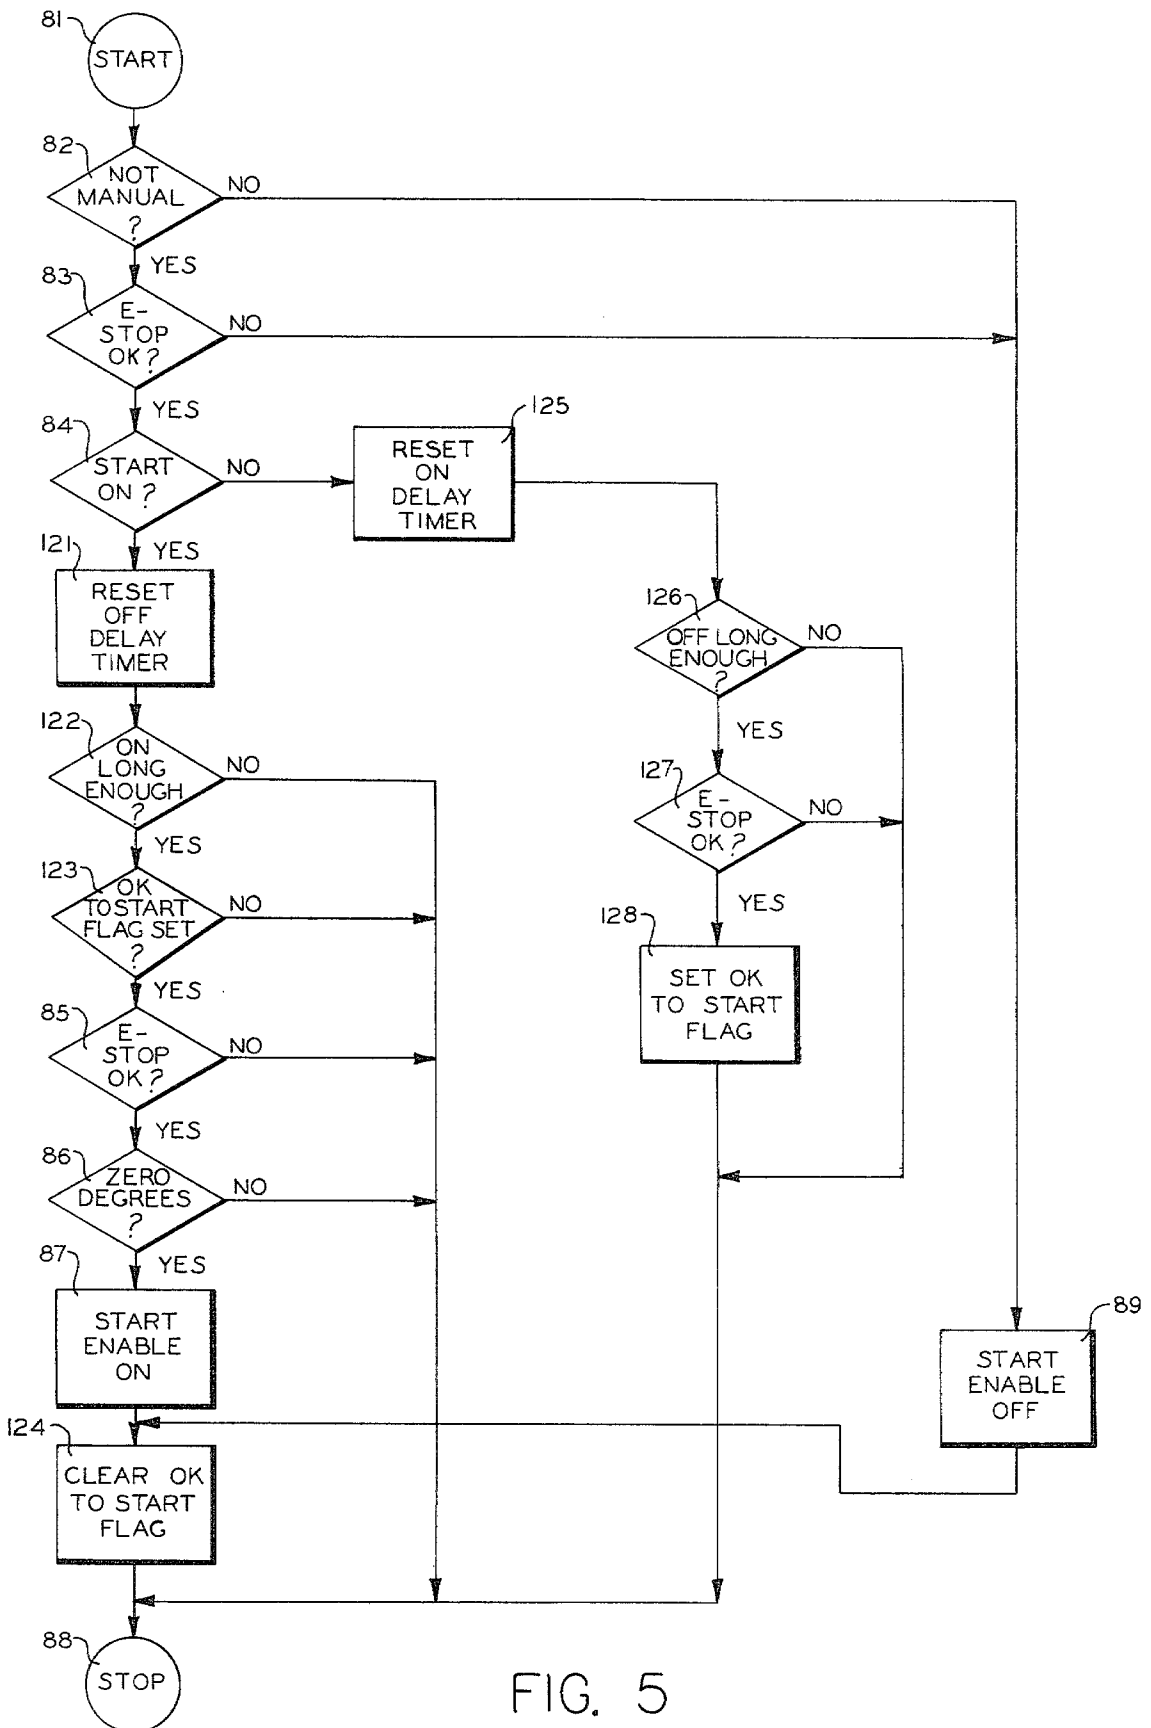 81
START
82
NOT
MANUAL
?
NO
YES
83
E-
STOP
OK?
NO
YES
84
START
ON ?
NO
125
RESET
ON
DELAY
TIMER
YES
121
RESET
OFF
DELAY
TIMER
126
OFF LONG
ENOUGH
?
NO
YES
122
ON
LONG
ENOUGH
?
NO
YES
127
E-
STOP
OK?
NO
YES
123
OK
TO START
FLAG SET
?
NO
YES
128
SET OK
TO START
FLAG
85
E-
STOP
OK?
NO
YES
86
ZERO
DEGREES
?
NO
YES
87
START
ENABLE
ON
89
START
ENABLE
OFF
124
CLEAR OK
TO START
FLAG
88
STOP
FIG. 5